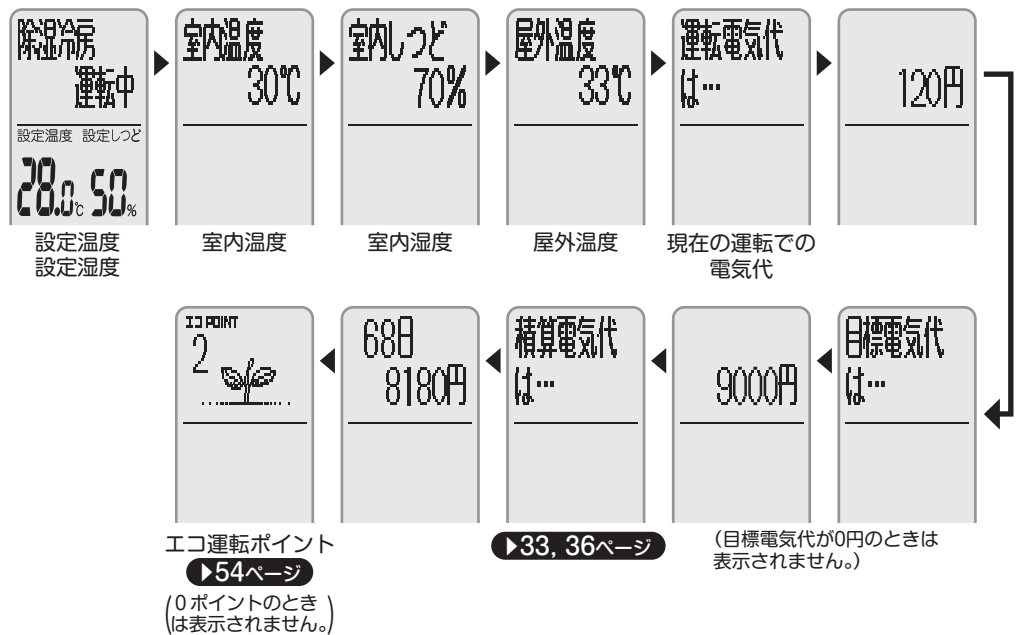 除湿冷房
運転中
設定温度 設定しつど
28.0℃ 50%
設定温度
設定湿度
室内温度
30℃
室内温度
室内しつど
70%
室内湿度
屋外温度
33℃
屋外温度
運転電気代
は…
現在の運転での
電気代
120円
目標電気代
は…
9000円
(目標電気代が0円のときは
表示されません。)
積算電気代
は…
▶33, 36ページ
68日
8180円
エコPOINT
2
エコ運転ポイント
▶54ページ
(0ポイントのとき
は表示されません。)